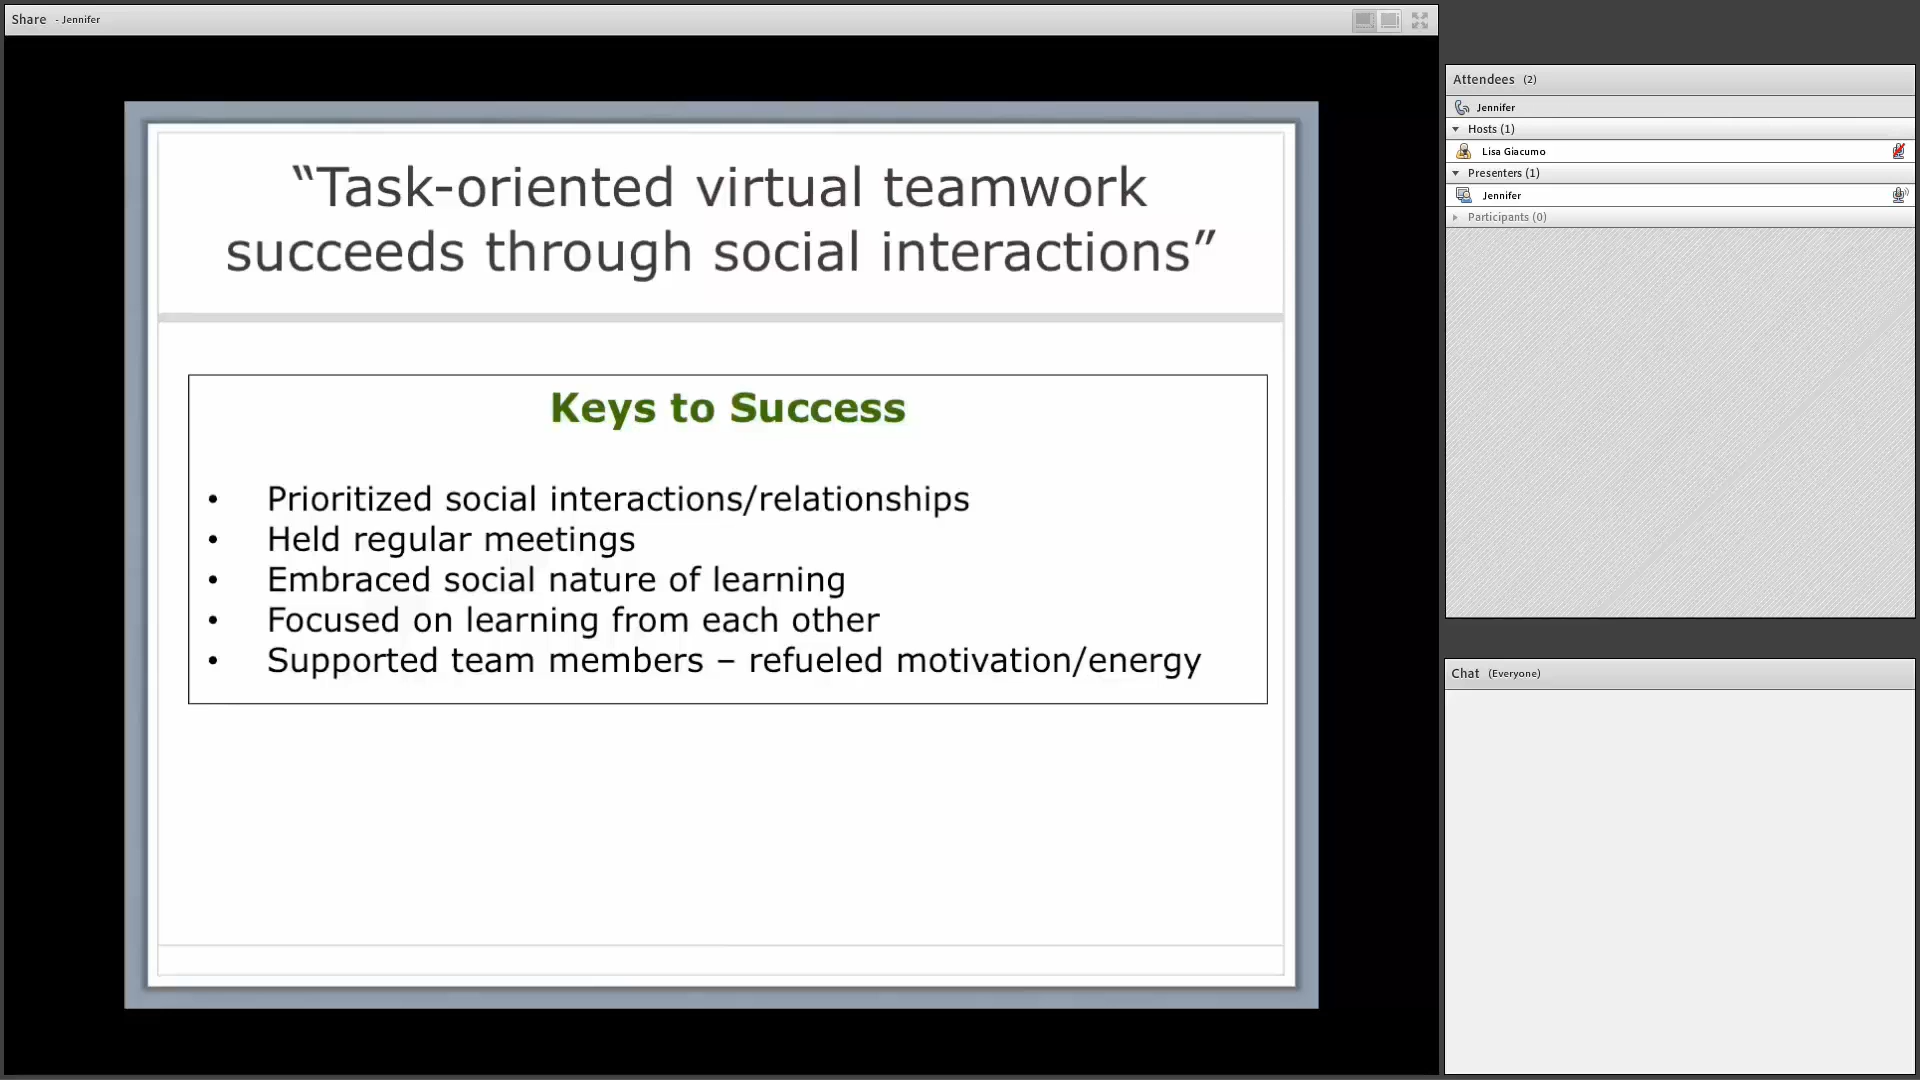 Share - Jennifer
“Task-oriented virtual teamwork
succeeds through social interactions”
Keys to Success
• Prioritized social interactions/relationships
• Held regular meetings
• Embraced social nature of learning
• Focused on learning from each other
• Supported team members – refueled motivation/energy
Attendees (2)
Jennifer
Hosts (1)
Lisa Giacumo
Presenters (1)
Jennifer
Participants (0)
Chat (Everyone)